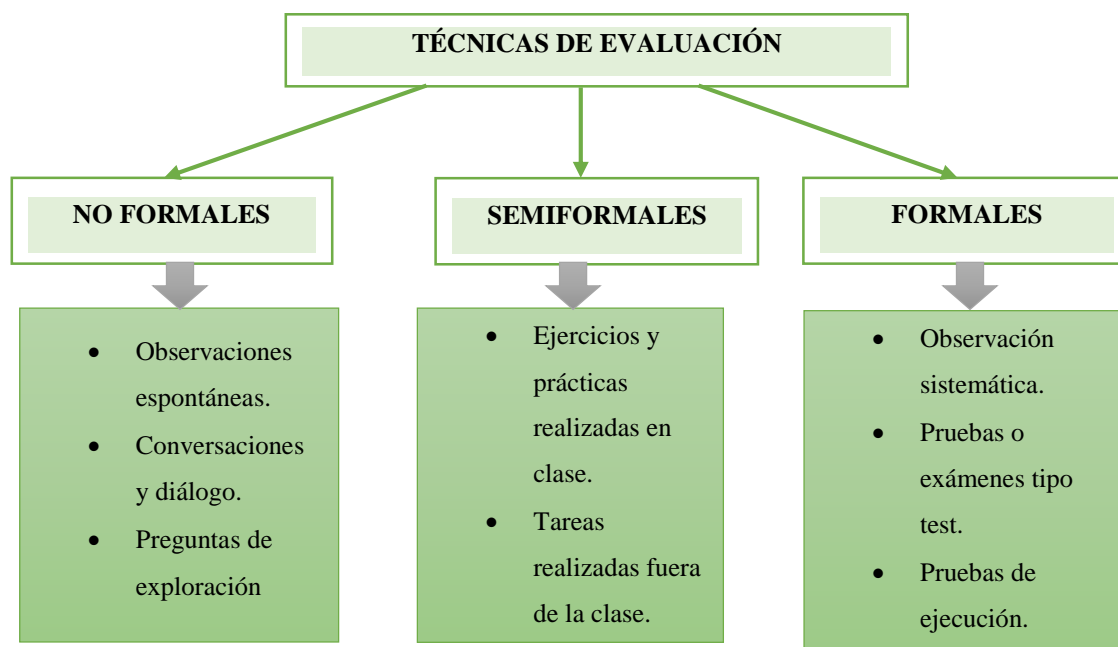 TÉCNICAS DE EVALUACIÓN
NO FORMALES
• Observaciones
espontáneas.
• Conversaciones
y diálogo.
• Preguntas de
exploración
SEMIFORMALES
• Ejercicios y
prácticas
realizadas en
clase.
• Tareas
realizadas fuera
de la clase.
FORMALES
• Observación
sistemática.
• Pruebas o
exámenes tipo
test.
• Pruebas de
ejecución.